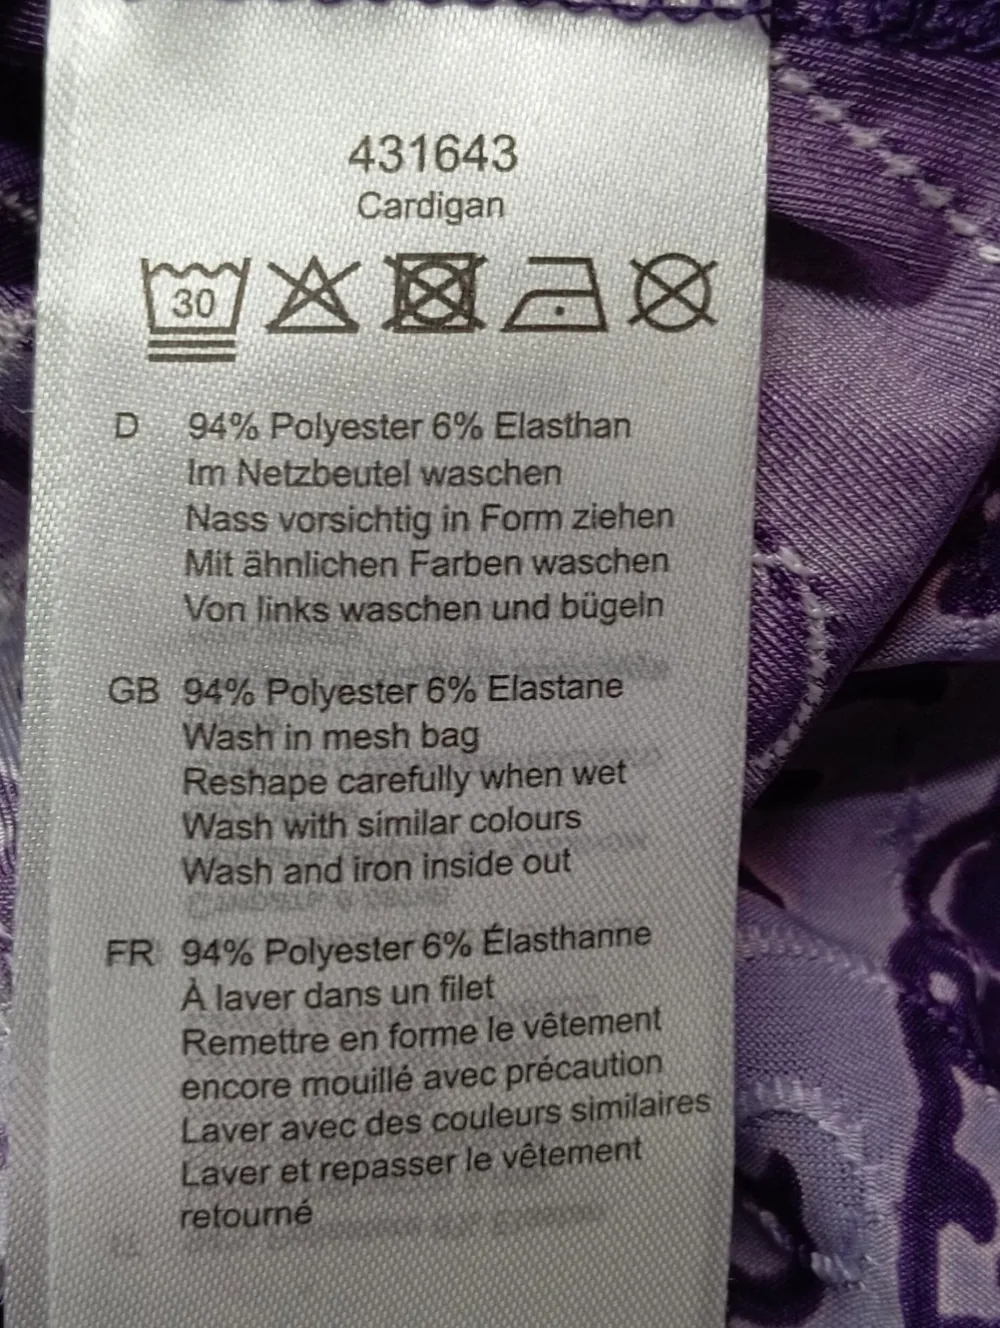 431643
Cardigan
30
D 94% Polyester 6% Elasthan
Im Netzbeutel waschen
Nass vorsichtig in Form ziehen
Mit ähnlichen Farben waschen
Von links waschen und bügeln
GB 94% Polyester 6% Elastane
Wash in mesh bag
Reshape carefully when wet
Wash with similar colours
Wash and iron inside out
FR 94% Polyester 6% Élasthanne
À laver dans un filet
Remettre en forme le vêtement
encore mouillé avec précaution
Laver avec des couleurs similaires
Laver et repasser le vêtement
retourné